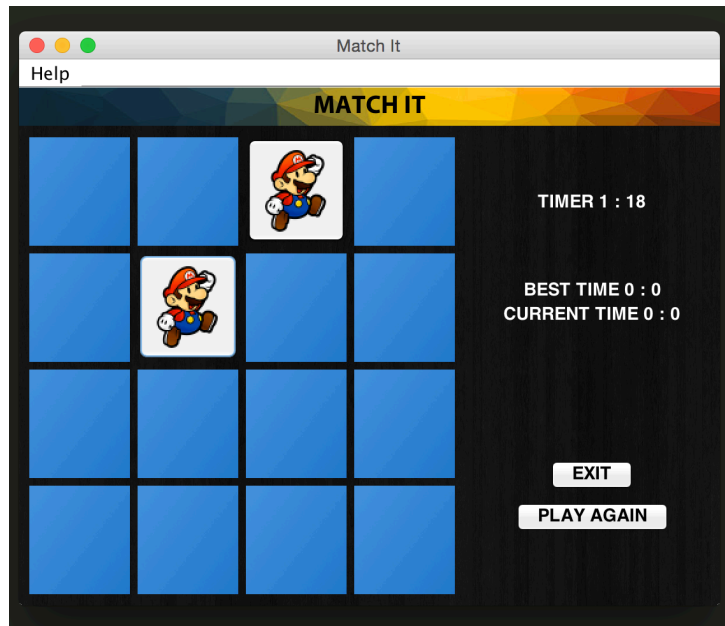 Match It
Help
MATCH IT
TIMER 1 : 18
BEST TIME 0 : 0
CURRENT TIME 0 : 0
EXIT
PLAY AGAIN